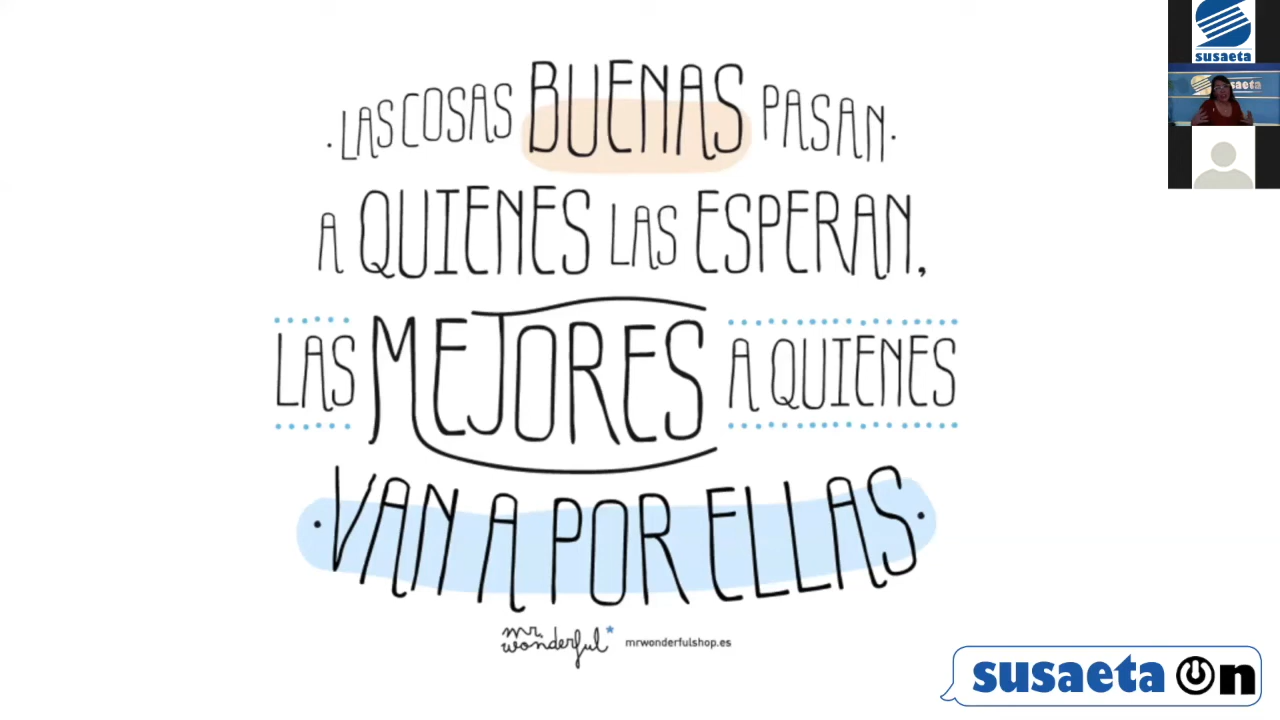 ·LAS COSAS BUENAS PASAN·
A QUIENES LAS ESPERAN,
LAS MEJORES A QUIENES
·VAN A POR ELLAS·
mr. wonderful* mrwonderfulshop.es
susaeta
susaeta
susaeta On